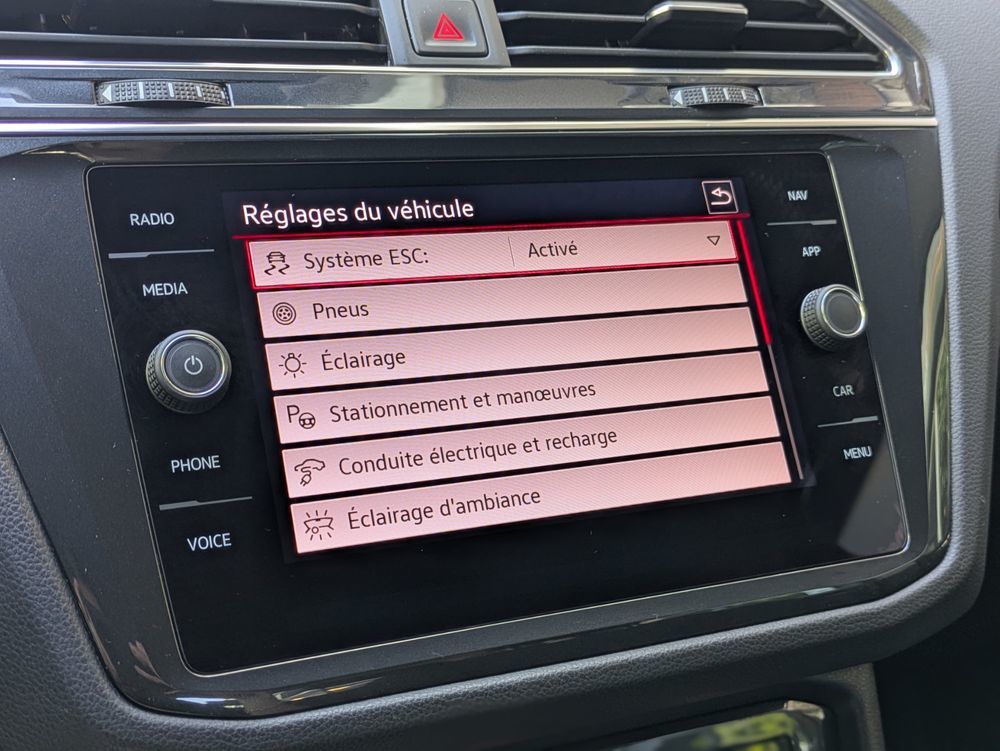 Réglages du véhicule
Système ESC: Activé
Pneus
Éclairage
Stationnement et manœuvres
Conduite électrique et recharge
Éclairage d'ambiance
RADIO
MEDIA
PHONE
VOICE
NAV
APP
CAR
MENU